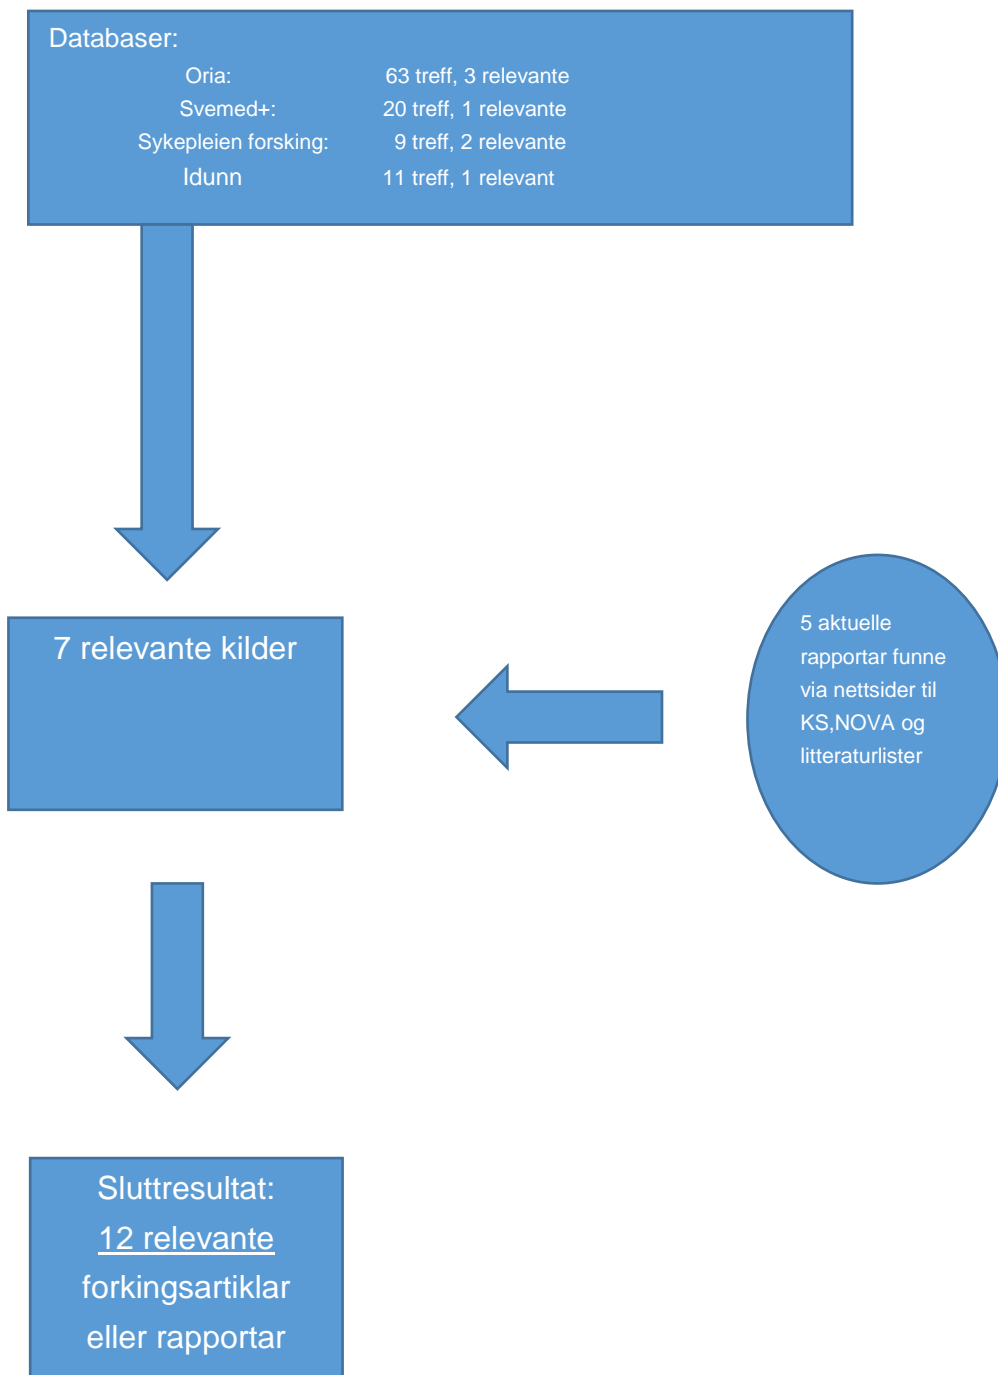 Databaser:
Oria: 63 treff, 3 relevante
Svemed+: 20 treff, 1 relevante
Sykepleien forsking: 9 treff, 2 relevante
Idunn 11 treff, 1 relevant
7 relevante kilder
5 aktuelle
rapportar funne
via nettsider til
KS,NOVA og
litteraturlister
Sluttresultat:
12 relevante
forkingsartiklar
eller rapportar